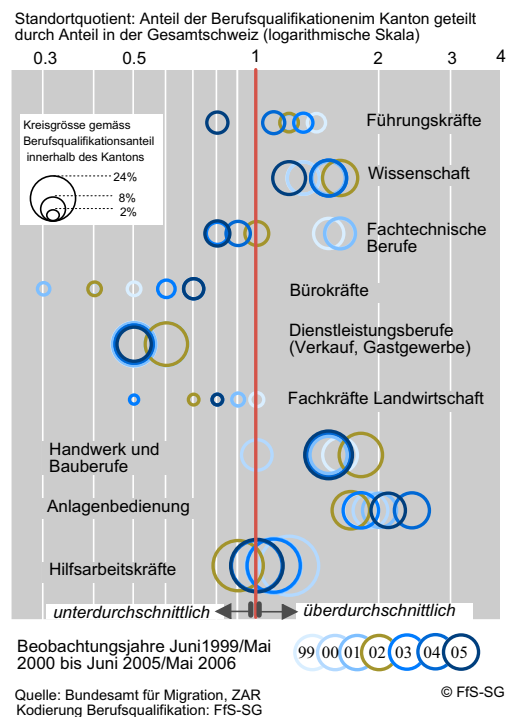 Standortquotient: Anteil der Berufsqualifikationenim Kanton geteilt
durch Anteil in der Gesamtschweiz (logarithmische Skala)
0.3 0.5 1 2 3 4
Führungskräfte
Kreisgrösse gemäss
Berufsqualifikationsanteil
innerhalb des Kantons
24%
8%
2%
Wissenschaft
Fachtechnische
Berufe
Bürokräfte
Dienstleistungsberufe
(Verkauf, Gastgewerbe)
Fachkräfte Landwirtschaft
Handwerk und
Bauberufe
Anlagenbedienung
Hilfsarbeitskräfte
unterdurchschnittlich überdurchschnittlich
Beobachtungsjahre Juni1999/Mai
2000 bis Juni 2005/Mai 2006
99 00 01 02 03 04 05
Quelle: Bundesamt für Migration, ZAR
Kodierung Berufsqualifikation: FfS-SG
© FfS-SG